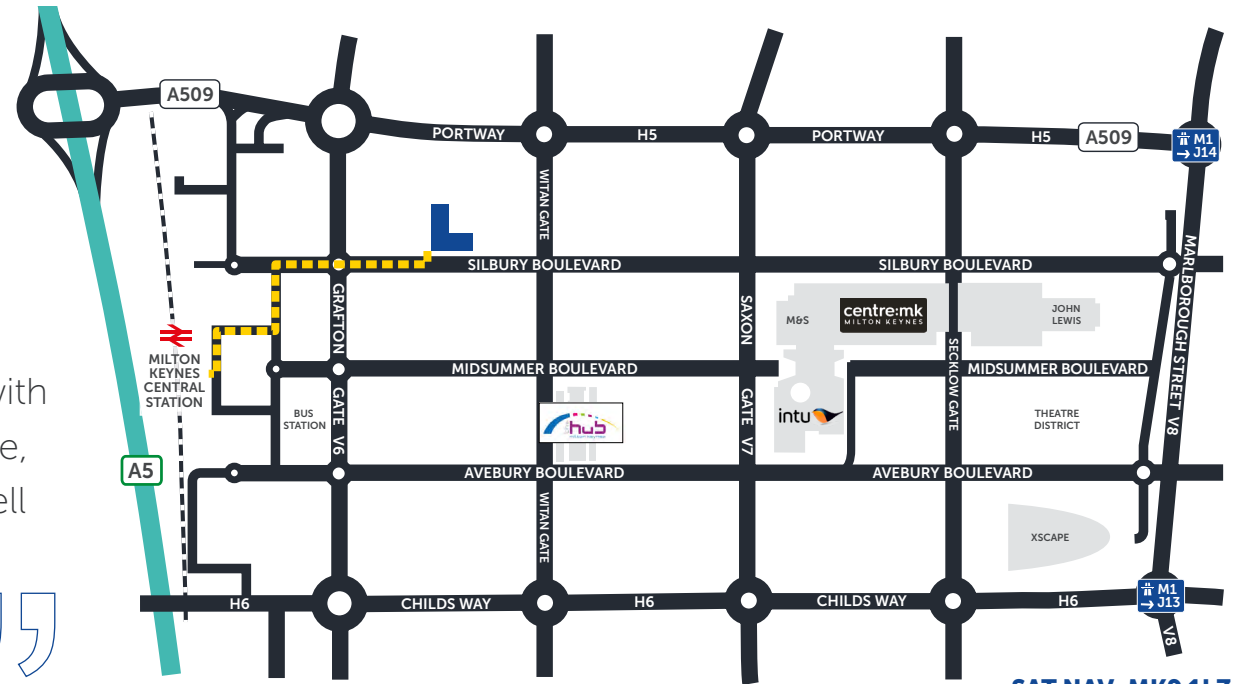 A509
PORTWAY
H5
PORTWAY
H5
A509
M1
J14
WITAN GATE
SILBURY BOULEVARD
SILBURY BOULEVARD
MARLBOROUGH STREET V8
GRAFTON
GATE V6
SAXON
GATE V7
SECKLOW GATE
M&S
centre:mk
MILTON KEYNES
JOHN
LEWIS
MILTON
KEYNES
CENTRAL
STATION
MIDSUMMER BOULEVARD
MIDSUMMER BOULEVARD
BUS
STATION
hub
intu
THEATRE
DISTRICT
with
e,
ell
”
A5
AVEBURY BOULEVARD
AVEBURY BOULEVARD
WITAN GATE
XSCAPE
H6
CHILDS WAY
H6
CHILDS WAY
H6
M1
J13
V8